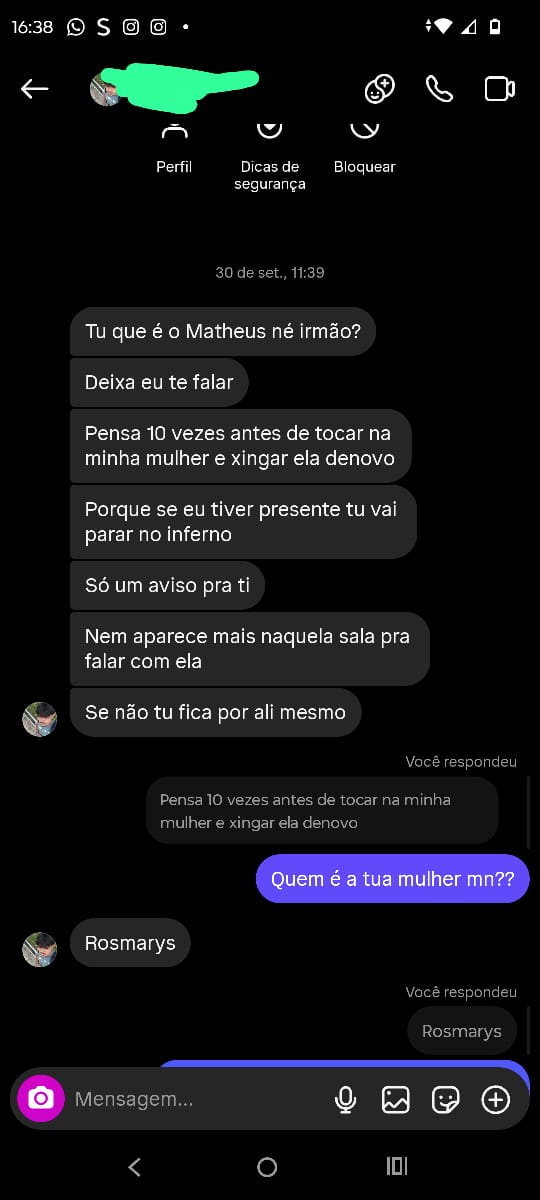 16:38
Perfil
Dicas de
segurança
Bloquear
30 de set., 11:39
Tu que é o Matheus né irmão?
Deixa eu te falar
Pensa 10 vezes antes de tocar na
minha mulher e xingar ela denovo
Porque se eu tiver presente tu vai
parar no inferno
Só um aviso pra ti
Nem aparece mais naquela sala pra
falar com ela
Se não tu fica por ali mesmo
Você respondeu
Pensa 10 vezes antes de tocar na minha
mulher e xingar ela denovo
Quem é a tua mulher mn??
Rosmarys
Você respondeu
Rosmarys
Mensagem...